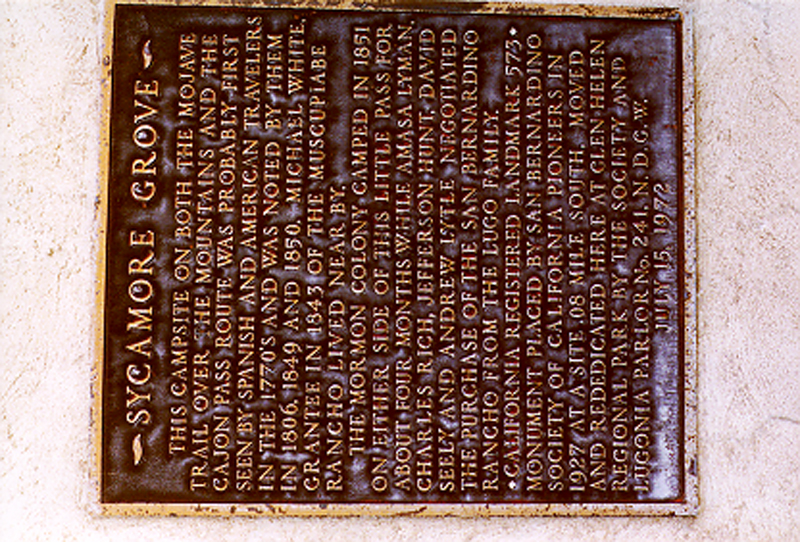 SYCAMORE GROVE
THIS CAMPSITE ON BOTH THE MOJAVE
TRAIL OVER THE MOUNTAINS AND THE
CAJON PASS ROUTE WAS PROBABLY FIRST
SEEN BY SPANISH AND AMERICAN TRAVELERS
IN THE 1770'S AND WAS NOTED BY THEM
IN 1806, 1849 AND 1850. MICHAEL WHITE,
GRANTEE IN 1843 OF THE MUSCUPIABE
RANCHO LIVED NEAR BY.
THE MORMON COLONY CAMPED IN 1851
ON EITHER SIDE OF THIS LITTLE PASS FOR
ABOUT FOUR MONTHS WHILE AMASA LYMAN,
CHARLES RICH, JEFFERSON HUNT, DAVID
SEELY AND ANDREW LYTLE NEGOTIATED
THE PURCHASE OF THE SAN BERNARDINO
RANCHO FROM THE LUGO FAMILY.
•CALIFORNIA REGISTERED LANDMARK 573•
MONUMENT PLACED BY SAN BERNARDINO
SOCIETY OF CALIFORNIA PIONEERS IN
1927 AT A SITE .08 MILE SOUTH. MOVED
AND REDEDICATED HERE AT GLEN HELEN
REGIONAL PARK BY THE SOCIETY AND
LUGONIA PARLOR No. 241, N.D.G.W.
JULY 15, 1972